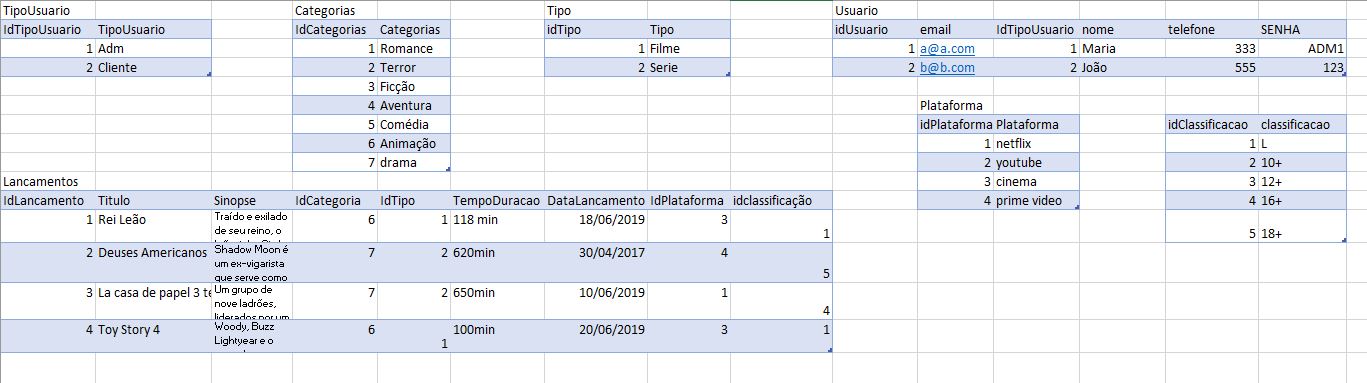 TipoUsuario Categorias Tipo Usuario
IdTipoUsuario TipoUsuario IdCategorias Categorias idTipo Tipo idUsuario email IdTipoUsuario nome telefone SENHA
1 Adm 1 Romance 1 Filme 1 a@a.com 1 Maria 333 ADM1
2 Cliente 2 Terror 2 Serie 2 b@b.com 2 João 555 123
3 Ficção
4 Aventura Plataforma
5 Comédia idPlataforma Plataforma idClassificacao classificacao
6 Animação 1 netflix 1 L
7 drama 2 youtube 2 10+
Lancamentos 3 cinema 3 12+
IdLancamento Titulo Sinopse IdCategoria IdTipo TempoDuracao DataLancamento IdPlataforma idclassificação 4 prime video 4 16+
1 Rei Leão Traído e exilado 6 1 118 min 18/06/2019 3
de seu reino, o
1 5 18+
2 Deuses Americanos Shadow Moon é 7 2 620min 30/04/2017 4
um ex-vigarista
que serve como 5
3 La casa de papel 3 Um grupo de 7 2 650min 10/06/2019 1
nove ladrões,
liderados por um 4
4 Toy Story 4 Woody, Buzz 6 100min 20/06/2019 3 1
Lightyear e o 1